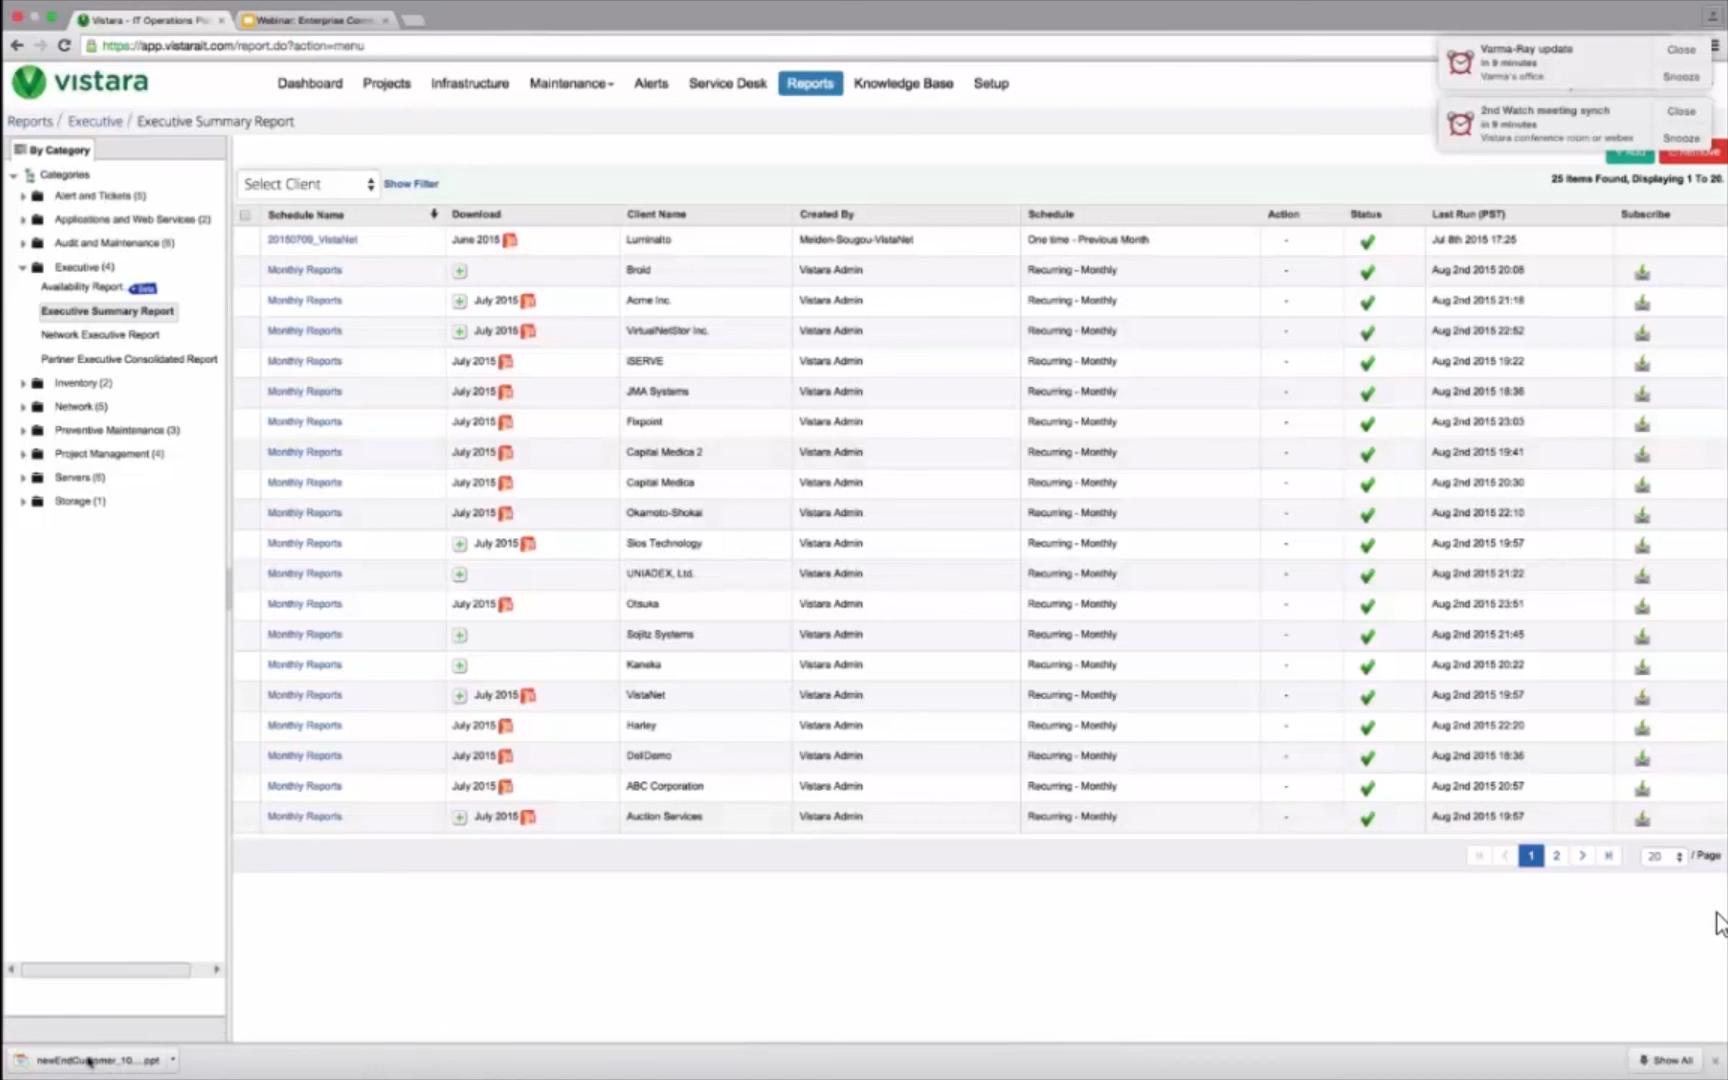 Vistara - IT Operations
Webinar: Enterprise
https://app.vistarait.com/report.do?action=menu
Varma-Ray update
in 9 minutes
Varma's office
Close
Snooze
2nd Watch meeting synch
in 9 minutes
Vistara conference room or webex
Close
Snooze
vistara
Dashboard Projects Infrastructure Maintenance Alerts Service Desk Reports Knowledge Base Setup
Reports / Executive / Executive Summary Report
By Category
Categories
Alert and Tickets (5)
Applications and Web Services (2)
Audit and Maintenance (6)
Executive (4)
Availability Report Beta
Executive Summary Report
Network Executive Report
Partner Executive Consolidated Report
Inventory (2)
Network (5)
Preventive Maintenance (3)
Project Management (4)
Servers (6)
Storage (1)
Select Client Show Filter
25 Items Found, Displaying 1 To 20.
Schedule Name Download Client Name Created By Schedule Action Status Last Run (PST) Subscribe
20150709_VistaNet June 2015 Luminalto Meiden-Sougou-VistaNet One time - Previous Month - Jul 8th 2015 17:25
Monthly Reports Broid Vistara Admin Recurring - Monthly - Aug 2nd 2015 20:08
Monthly Reports July 2015 Acme Inc. Vistara Admin Recurring - Monthly - Aug 2nd 2015 21:18
Monthly Reports July 2015 VirtualNetStor Inc. Vistara Admin Recurring - Monthly - Aug 2nd 2015 22:52
Monthly Reports July 2015 iSERVE Vistara Admin Recurring - Monthly - Aug 2nd 2015 19:22
Monthly Reports July 2015 JMA Systems Vistara Admin Recurring - Monthly - Aug 2nd 2015 18:36
Monthly Reports July 2015 Fixpoint Vistara Admin Recurring - Monthly - Aug 2nd 2015 23:03
Monthly Reports July 2015 Capital Medica 2 Vistara Admin Recurring - Monthly - Aug 2nd 2015 19:41
Monthly Reports July 2015 Capital Medica Vistara Admin Recurring - Monthly - Aug 2nd 2015 20:30
Monthly Reports July 2015 Okamoto-Shokai Vistara Admin Recurring - Monthly - Aug 2nd 2015 22:10
Monthly Reports July 2015 Sios Technology Vistara Admin Recurring - Monthly - Aug 2nd 2015 19:57
Monthly Reports UNIADEX, Ltd. Vistara Admin Recurring - Monthly - Aug 2nd 2015 21:22
Monthly Reports July 2015 Otsuka Vistara Admin Recurring - Monthly - Aug 2nd 2015 23:51
Monthly Reports Sojitz Systems Vistara Admin Recurring - Monthly - Aug 2nd 2015 21:45
Monthly Reports Kaneka Vistara Admin Recurring - Monthly - Aug 2nd 2015 20:22
Monthly Reports July 2015 VistaNet Vistara Admin Recurring - Monthly - Aug 2nd 2015 19:57
Monthly Reports July 2015 Harley Vistara Admin Recurring - Monthly - Aug 2nd 2015 22:20
Monthly Reports July 2015 DellDemo Vistara Admin Recurring - Monthly - Aug 2nd 2015 18:36
Monthly Reports July 2015 ABC Corporation Vistara Admin Recurring - Monthly - Aug 2nd 2015 20:57
Monthly Reports July 2015 Auction Services Vistara Admin Recurring - Monthly - Aug 2nd 2015 19:57
1 2 20 / Page
newEndCustomer_10....ppt
Show All